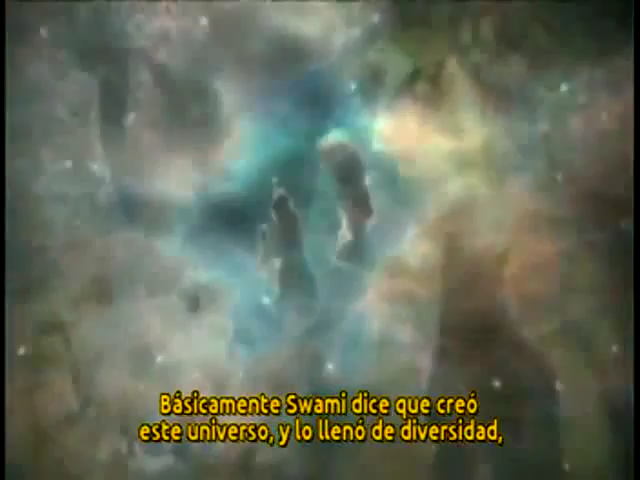 Básicamente Swami dice que creó
este universo, y lo llenó de diversidad,